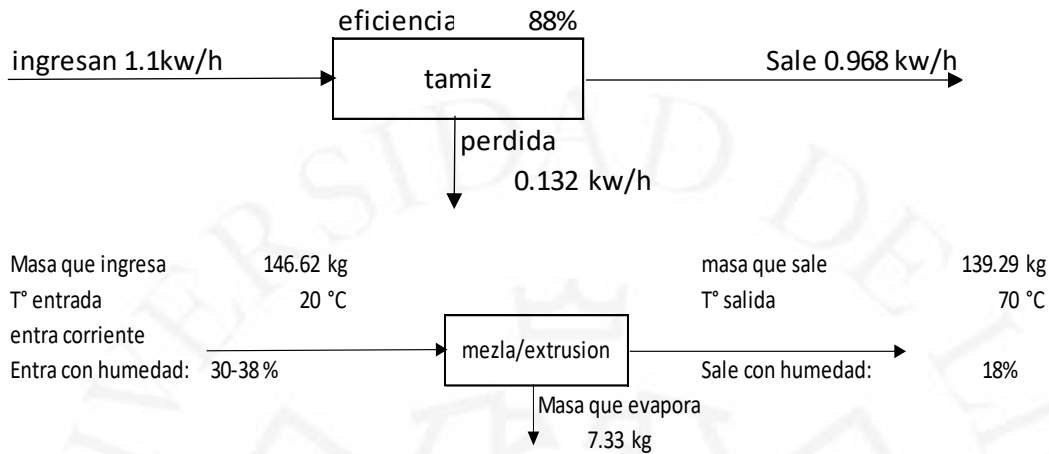 eficiencia 88%
ingresan 1.1kw/h
tamiz
Sale 0.968 kw/h
perdida
0.132 kw/h
Masa que ingresa 146.62 kg
masa que sale 139.29 kg
T° entrada 20 °C
T° salida 70 °C
entra corriente
mezla/extrusion
Entra con humedad: 30-38 %
Sale con humedad: 18%
Masa que evapora
7.33 kg